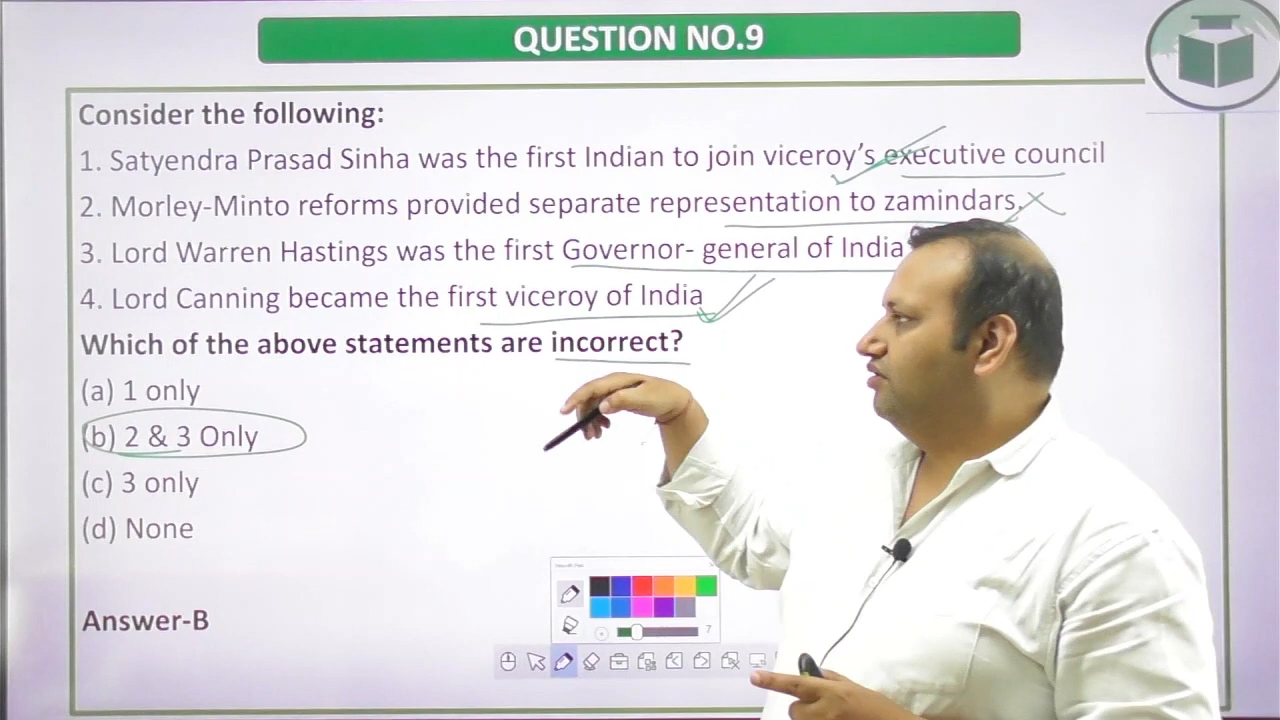 QUESTION NO.9
Consider the following:
1. Satyendra Prasad Sinha was the first Indian to join viceroy's executive council
2. Morley-Minto reforms provided separate representation to zamindars.
3. Lord Warren Hastings was the first Governor- general of India
4. Lord Canning became the first viceroy of India
Which of the above statements are incorrect?
(a) 1 only
(b) 2 & 3 Only
(c) 3 only
(d) None
Answer-B
7